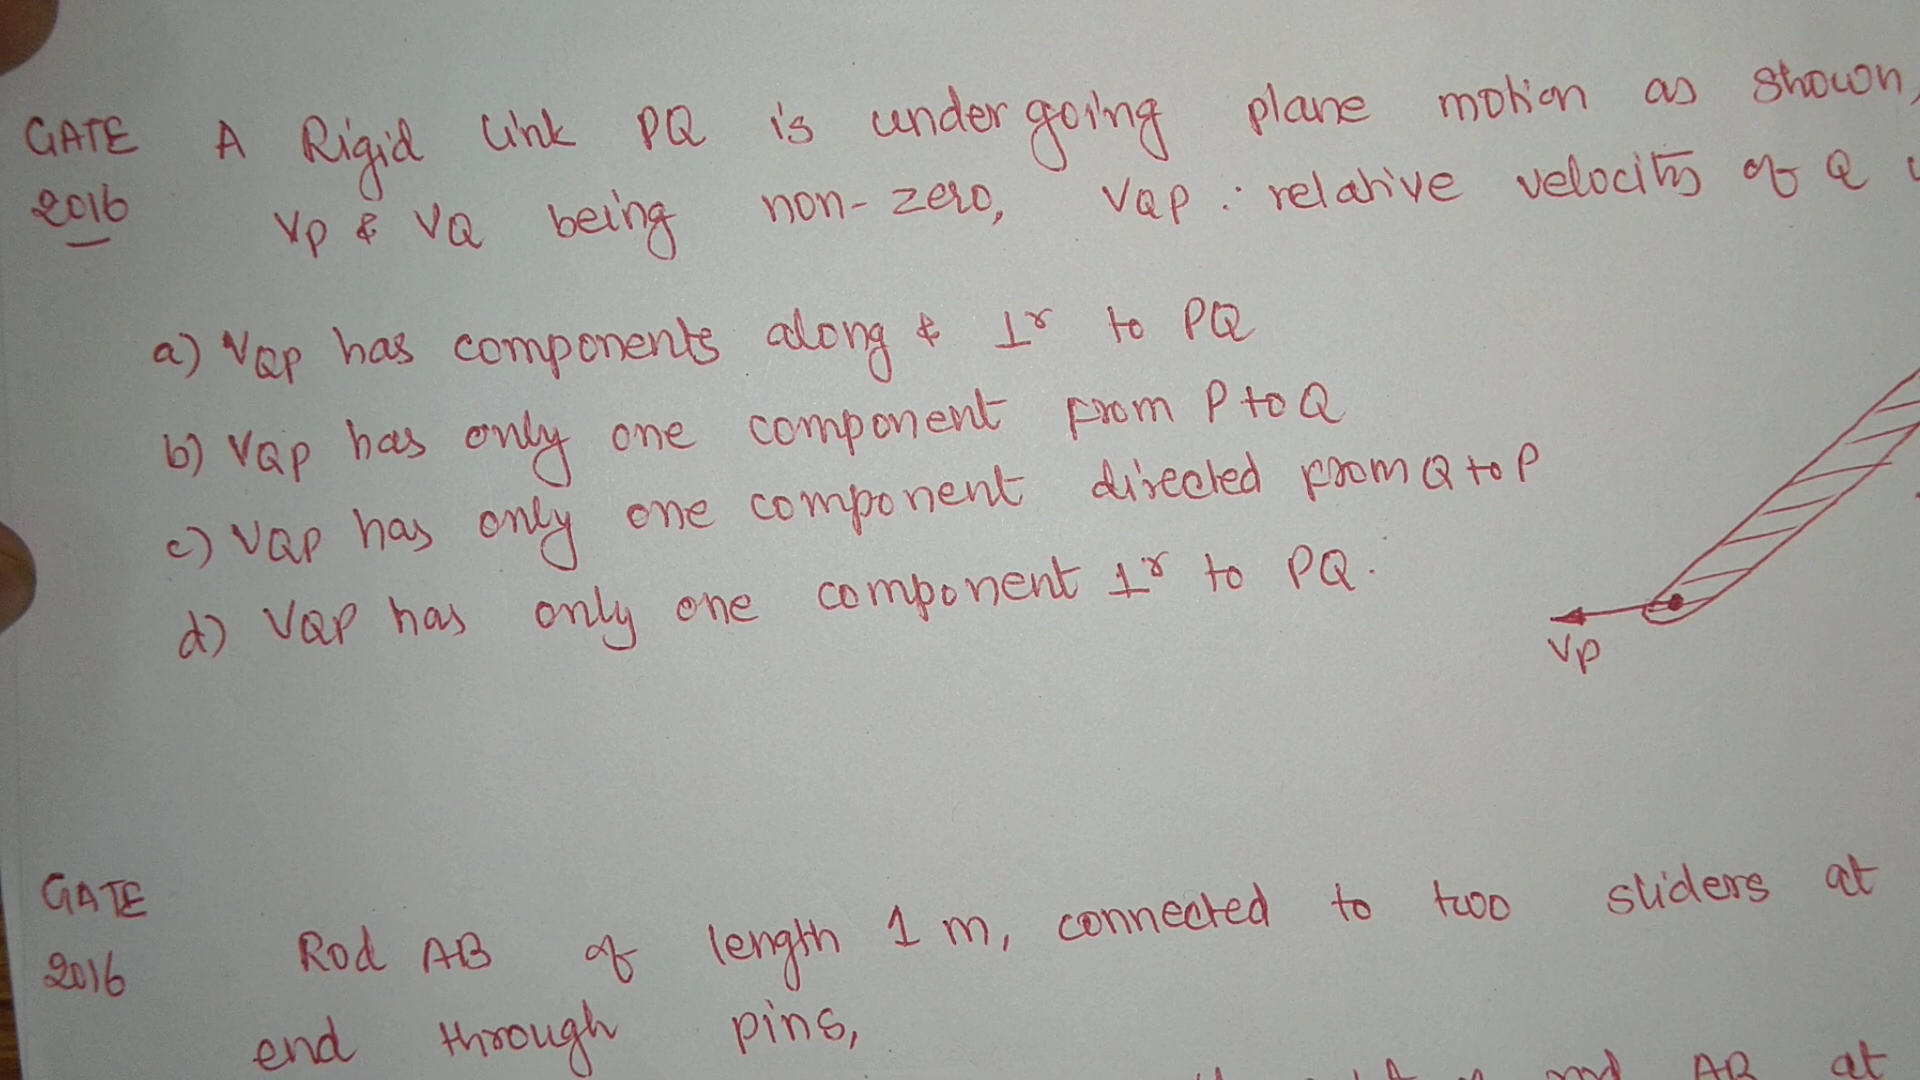 GATE A Rigid link PQ is undergoing plane motion as shown,
2016 VP & VQ being non-zero, VQP : relative velocity of Q
a) VQP has components along & ⊥r to PQ
b) VQP has only one component from P to Q
c) VQP has only one component directed from Q to P
d) VQP has only one component ⊥r to PQ.
VP
GATE
2016 Rod AB of length 1 m, connected to two sliders at
end through pins,
and AB at